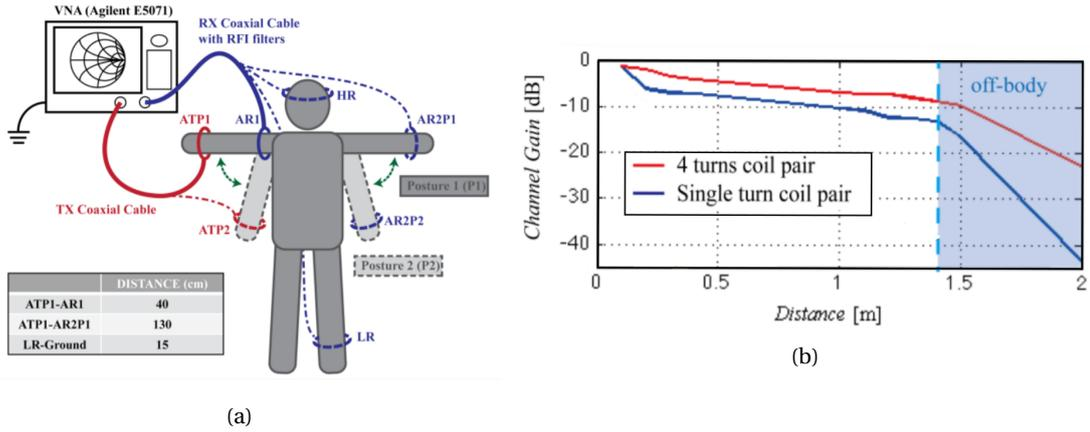 VNA (Agilent E5071)
RX Coaxial Cable
with RFI filters
HR
ATP1
AR1
AR2P1
Posture 1 (P1)
TX Coaxial Cable
ATP2
AR2P2
Posture 2 (P2)
DISTANCE (cm)
ATP1-AR1 40
ATP1-AR2P1 130
LR-Ground 15
LR
(a)
Channel Gain [dB]
0
-10
-20
-30
-40
off-body
4 turns coil pair
Single turn coil pair
0 0.5 1 1.5 2
Distance [m]
(b)